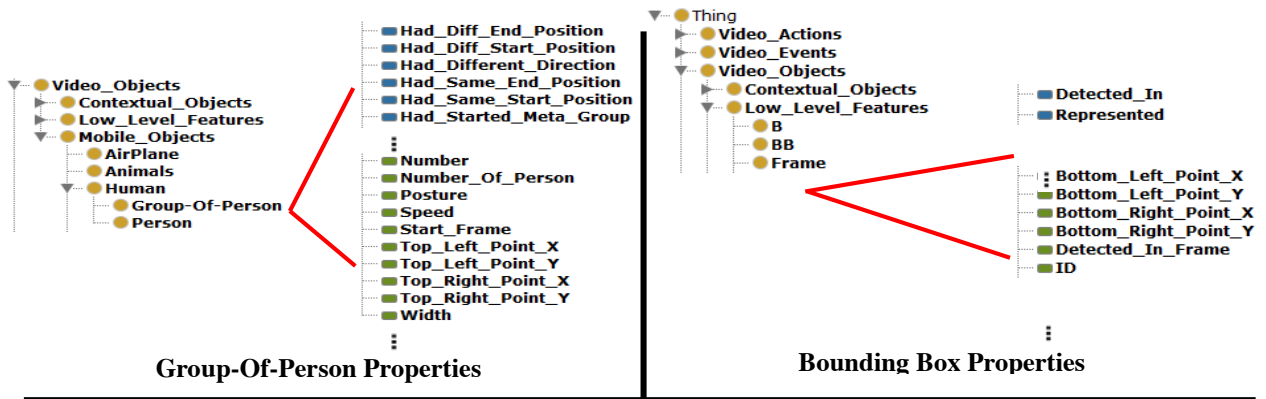 Video_Objects
Contextual_Objects
Low_Level_Features
Mobile_Objects
AirPlane
Animals
Human
Group-Of-Person
Person
Had_Diff_End_Position
Had_Diff_Start_Position
Had_Different_Direction
Had_Same_End_Position
Had_Same_Start_Position
Had_Started_Meta_Group
Number
Number_Of_Person
Posture
Speed
Start_Frame
Top_Left_Point_X
Top_Left_Point_Y
Top_Right_Point_X
Top_Right_Point_Y
Width
Group-Of-Person Properties
Thing
Video_Actions
Video_Events
Video_Objects
Contextual_Objects
Low_Level_Features
B
BB
Frame
Detected_In
Represented
Bottom_Left_Point_X
Bottom_Left_Point_Y
Bottom_Right_Point_X
Bottom_Right_Point_Y
Detected_In_Frame
ID
Bounding Box Properties